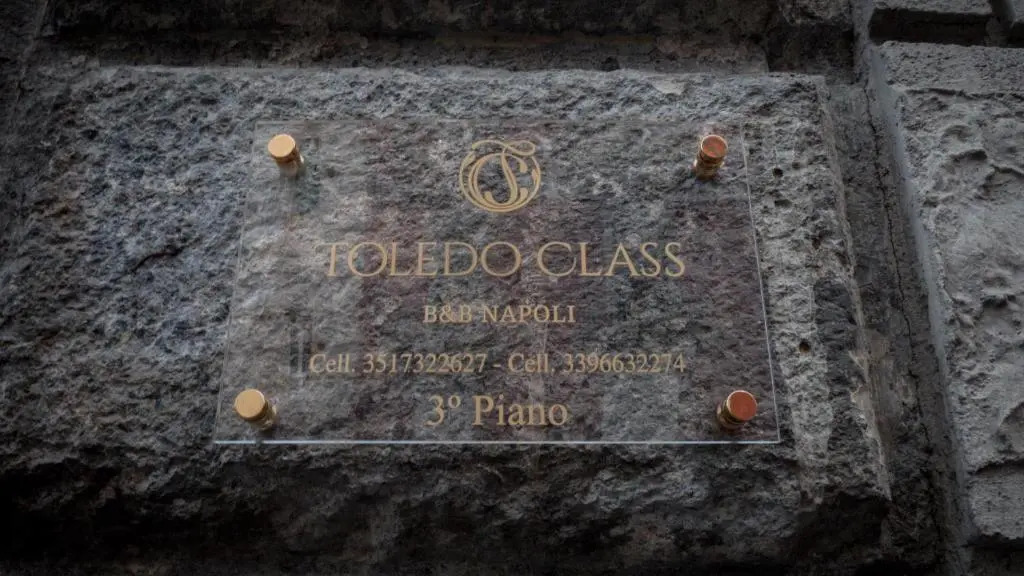 TOLEDO CLASS
B&B NAPOLI
Cell. 3517322627 - Cell. 3396632274
3° Piano